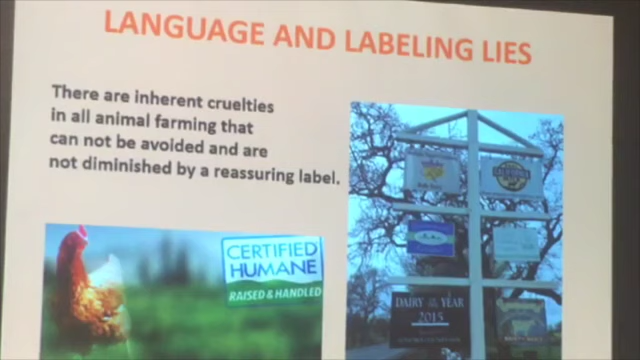 LANGUAGE AND LABELING LIES
There are inherent cruelties
in all animal farming that
can not be avoided and are
not diminished by a reassuring label.
CERTIFIED
HUMANE
RAISED & HANDLED
DAIRY OF THE YEAR
2015